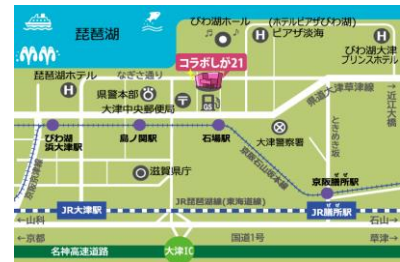 琵琶湖
びわ湖ホール
(ホテルピアザびわ湖)
ピアザ淡海
びわ湖大津
プリンスホテル
コラボしが21
琵琶湖ホテル
なぎさ通り
県警本部
大津中央郵便局
GS
県道大津草津線
→近江大橋
びわ湖
浜大津駅
島ノ関駅
石場駅
大津警察署
ときめき坂
京阪京津線
滋賀県庁
京阪石山坂本線
京阪膳所駅
JR大津駅
JR琵琶湖線(東海道線)
JR膳所駅
←山科
石山→
←京都
国道1号
草津→
名神高速道路
大津IC